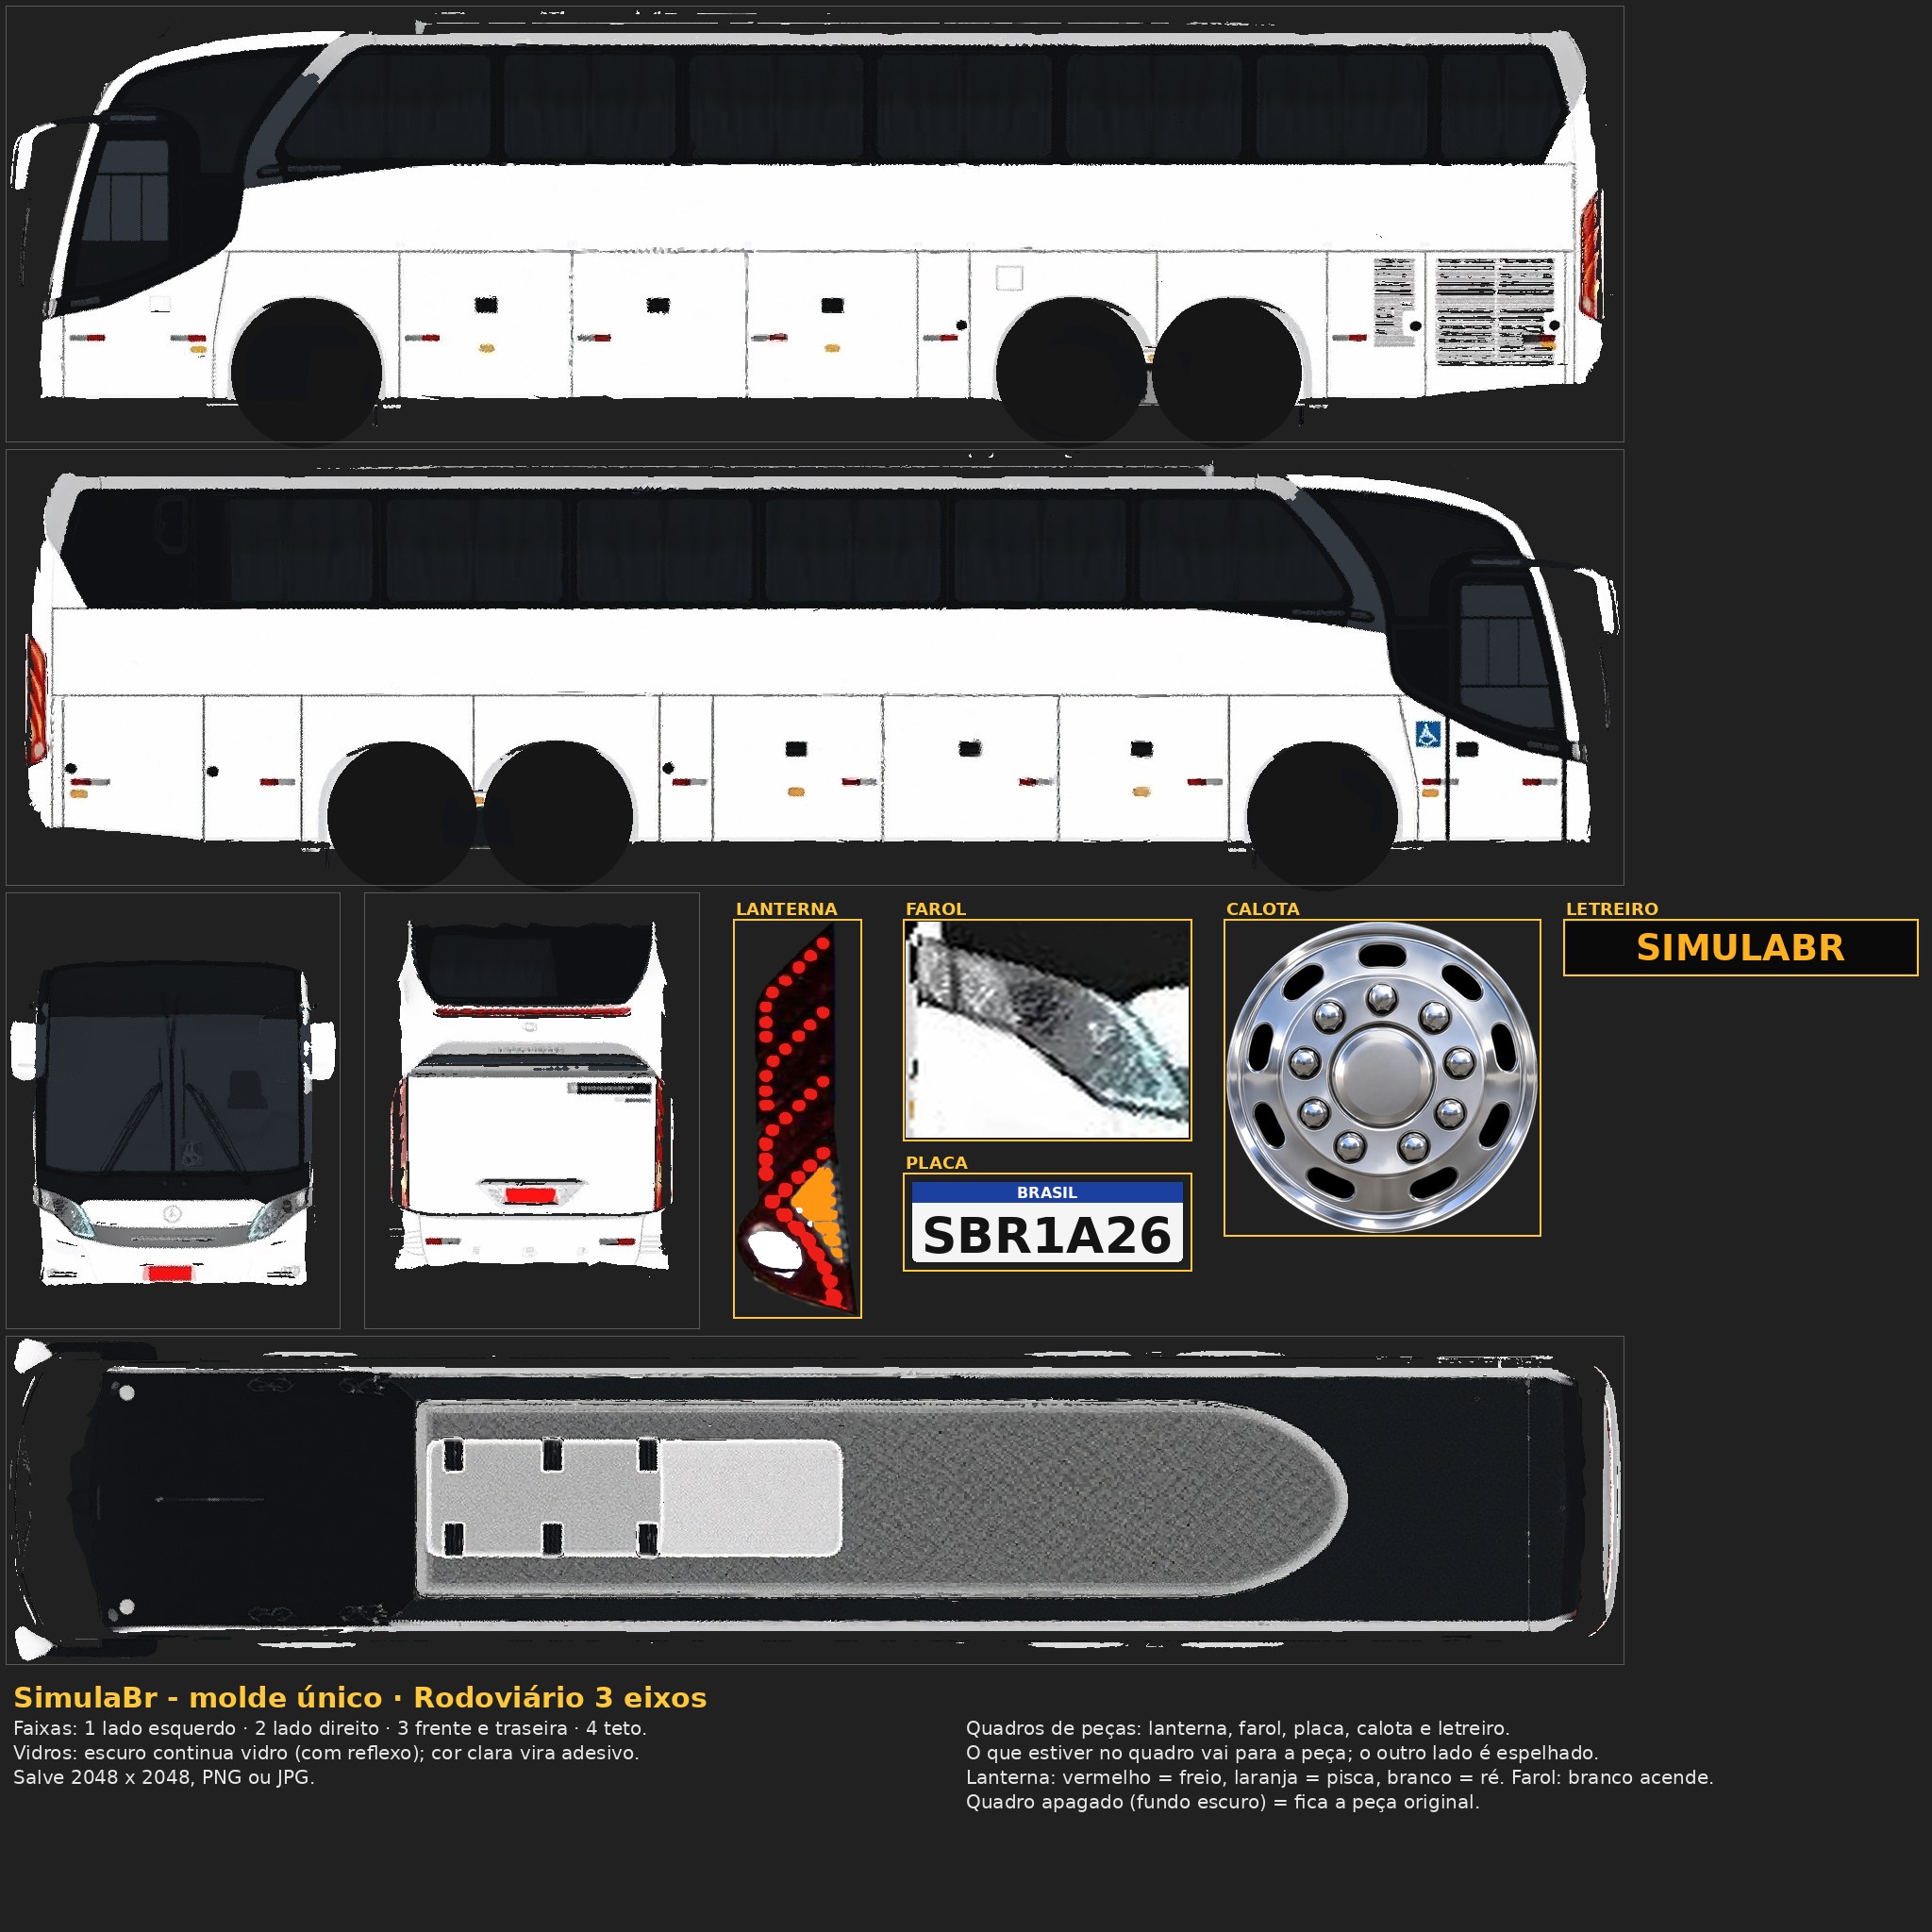 LANTERNA
FAROL
CALOTA
LETREIRO
SIMULABR
PLACA
BRASIL
SBR1A26
SimulaBr - molde único · Rodoviário 3 eixos
Faixas: 1 lado esquerdo · 2 lado direito · 3 frente e traseira · 4 teto.
Vidros: escuro continua vidro (com reflexo); cor clara vira adesivo.
Salve 2048 x 2048, PNG ou JPG.
Quadros de peças: lanterna, farol, placa, calota e letreiro.
O que estiver no quadro vai para a peça; o outro lado é espelhado.
Lanterna: vermelho = freio, laranja = pisca, branco = ré. Farol: branco acende.
Quadro apagado (fundo escuro) = fica a peça original.